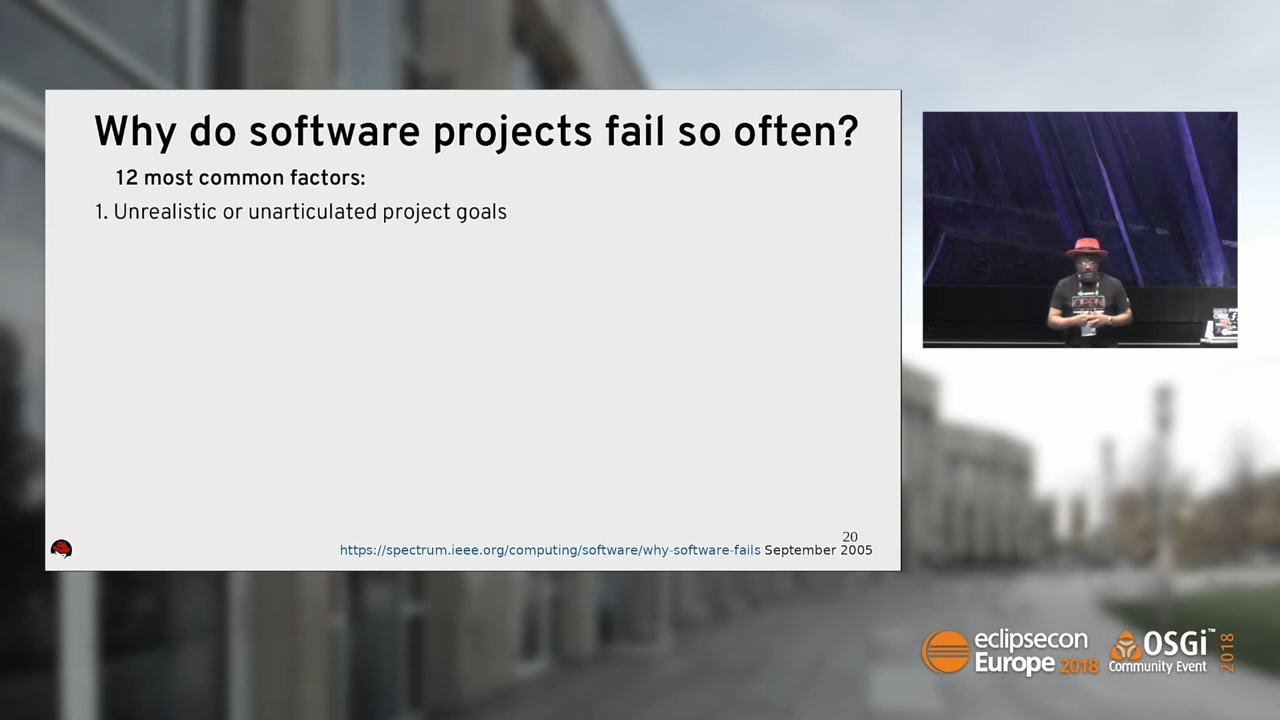 Why do software projects fail so often?
12 most common factors:
1. Unrealistic or unarticulated project goals
20
https://spectrum.ieee.org/computing/software/why-software-fails September 2005
OPEN
eclipsecon
Europe 2018
OSGi™
Community Event
2018